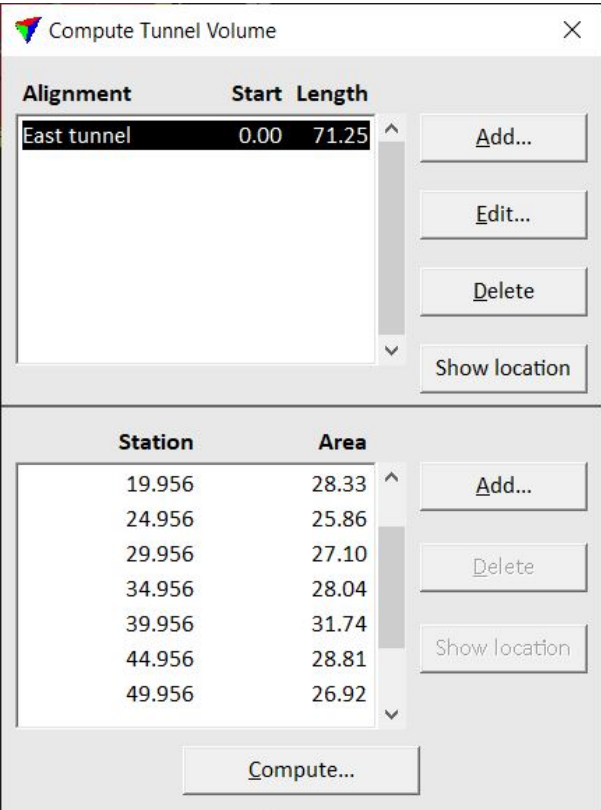 Compute Tunnel Volume
Alignment Start Length
East tunnel 0.00 71.25
Add...
Edit...
Delete
Show location
Station Area
19.956 28.33
24.956 25.86
29.956 27.10
34.956 28.04
39.956 31.74
44.956 28.81
49.956 26.92
Add...
Delete
Show location
Compute...